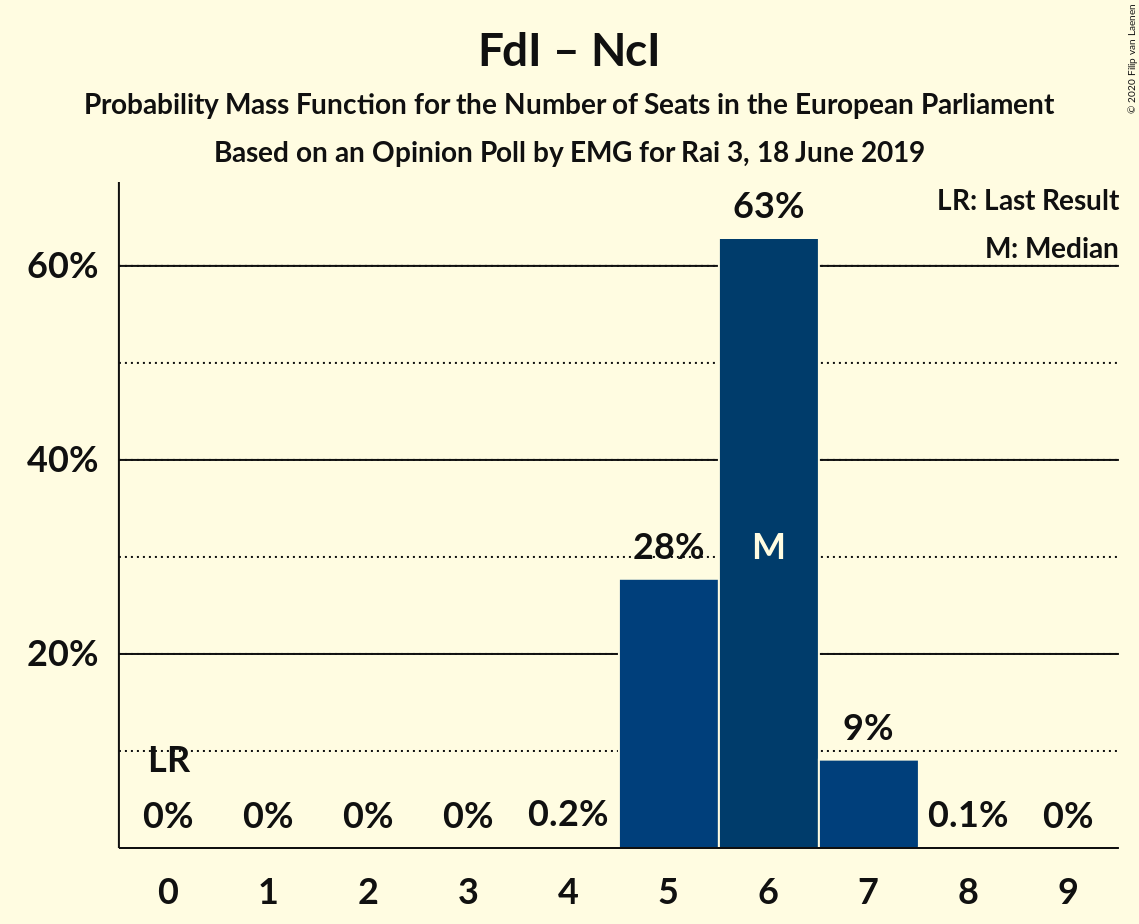 FdI – NcI
Probability Mass Function for the Number of Seats in the European Parliament
Based on an Opinion Poll by EMG for Rai 3, 18 June 2019
© 2020 Filip van Laenen
LR: Last Result
M: Median
60%
40%
20%
63%
28%
M
9%
LR
0%
0%
0%
0%
0.2%
0.1%
0%
0
1
2
3
4
5
6
7
8
9